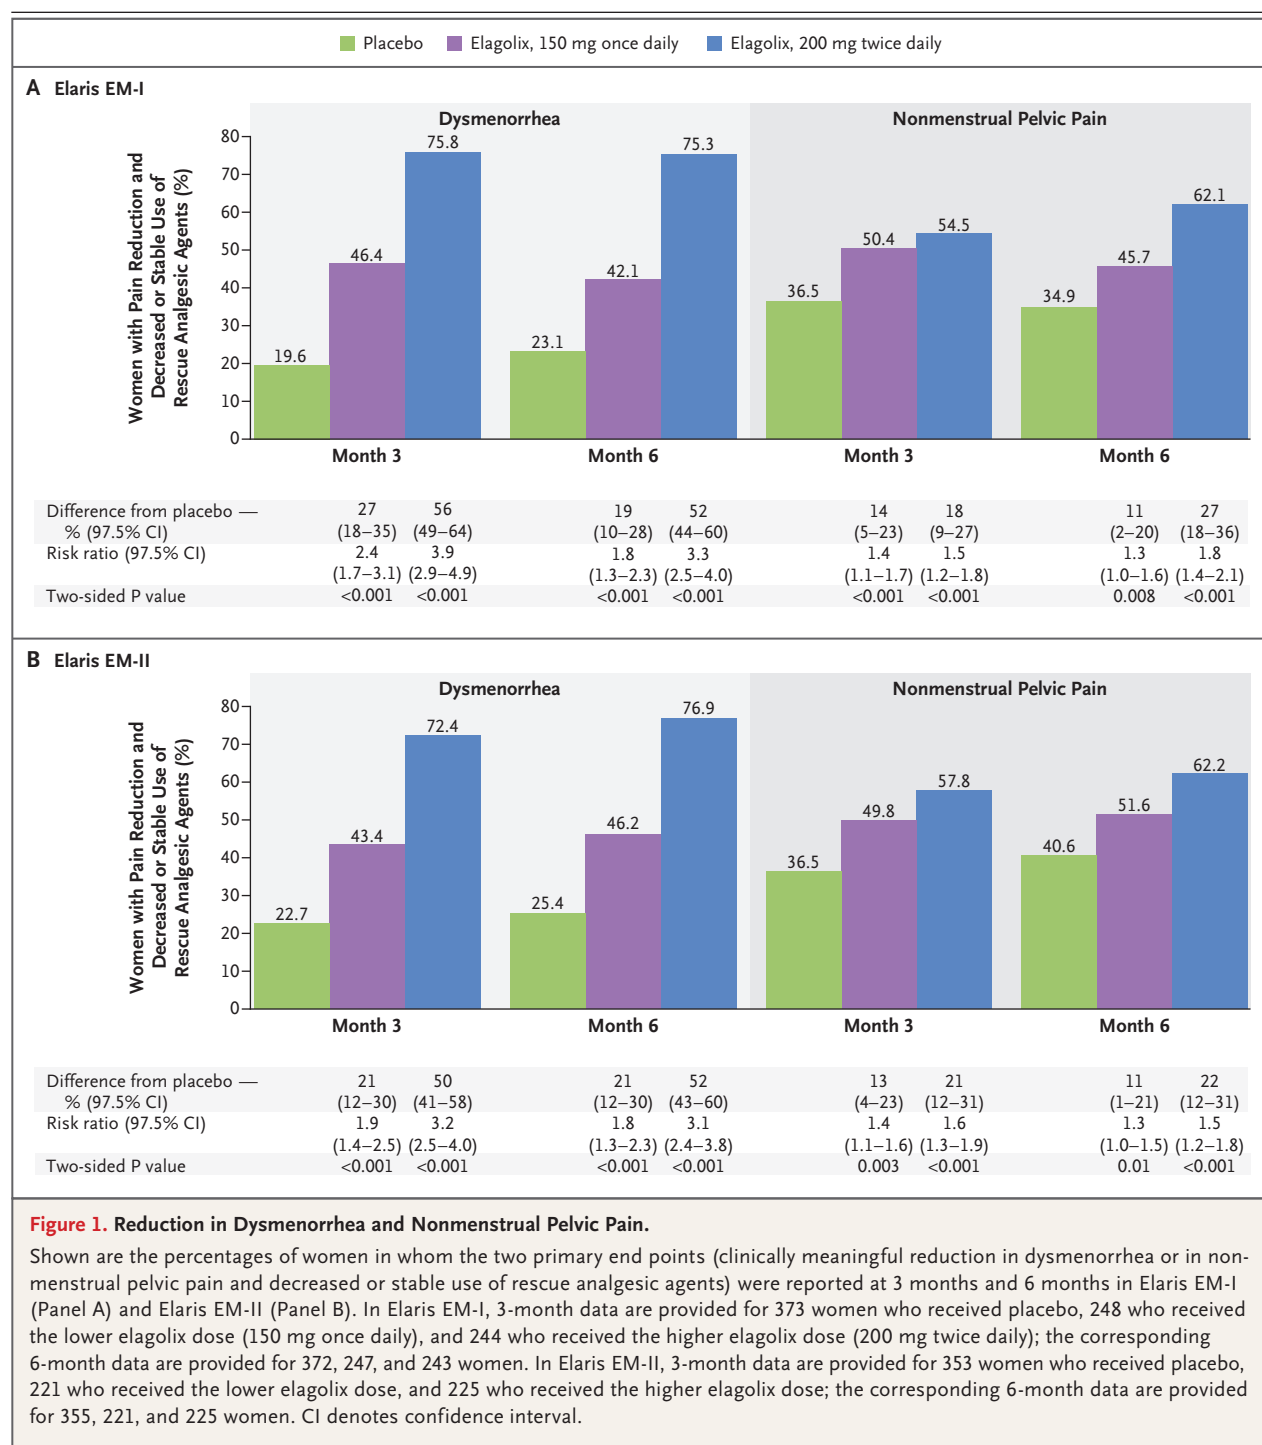 Placebo Elagolix, 150 mg once daily Elagolix, 200 mg twice daily
A Elaris EM-I
Women with Pain Reduction and
Decreased or Stable Use of
Rescue Analgesic Agents (%)
Dysmenorrhea Nonmenstrual Pelvic Pain
80
70
60
50
40
30
20
10
0
19.6 46.4 75.8 23.1 42.1 75.3 36.5 50.4 54.5 34.9 45.7 62.1
Month 3 Month 6 Month 3 Month 6
Difference from placebo — 27 56 19 52 14 18 11 27
% (97.5% CI) (18–35) (49–64) (10–28) (44–60) (5–23) (9–27) (2–20) (18–36)
Risk ratio (97.5% CI) 2.4 3.9 1.8 3.3 1.4 1.5 1.3 1.8
(1.7–3.1) (2.9–4.9) (1.3–2.3) (2.5–4.0) (1.1–1.7) (1.2–1.8) (1.0–1.6) (1.4–2.1)
Two-sided P value <0.001 <0.001 <0.001 <0.001 <0.001 <0.001 0.008 <0.001
B Elaris EM-II
Women with Pain Reduction and
Decreased or Stable Use of
Rescue Analgesic Agents (%)
Dysmenorrhea Nonmenstrual Pelvic Pain
80
70
60
50
40
30
20
10
0
22.7 43.4 72.4 25.4 46.2 76.9 36.5 49.8 57.8 40.6 51.6 62.2
Month 3 Month 6 Month 3 Month 6
Difference from placebo — 21 50 21 52 13 21 11 22
% (97.5% CI) (12–30) (41–58) (12–30) (43–60) (4–23) (12–31) (1–21) (12–31)
Risk ratio (97.5% CI) 1.9 3.2 1.8 3.1 1.4 1.6 1.3 1.5
(1.4–2.5) (2.5–4.0) (1.3–2.3) (2.4–3.8) (1.1–1.6) (1.3–1.9) (1.0–1.5) (1.2–1.8)
Two-sided P value <0.001 <0.001 <0.001 <0.001 0.003 <0.001 0.01 <0.001
Figure 1. Reduction in Dysmenorrhea and Nonmenstrual Pelvic Pain.
Shown are the percentages of women in whom the two primary end points (clinically meaningful reduction in dysmenorrhea or in non-
menstrual pelvic pain and decreased or stable use of rescue analgesic agents) were reported at 3 months and 6 months in Elaris EM-I
(Panel A) and Elaris EM-II (Panel B). In Elaris EM-I, 3-month data are provided for 373 women who received placebo, 248 who received
the lower elagolix dose (150 mg once daily), and 244 who received the higher elagolix dose (200 mg twice daily); the corresponding
6-month data are provided for 372, 247, and 243 women. In Elaris EM-II, 3-month data are provided for 353 women who received placebo,
221 who received the lower elagolix dose, and 225 who received the higher elagolix dose; the corresponding 6-month data are provided
for 355, 221, and 225 women. CI denotes confidence interval.